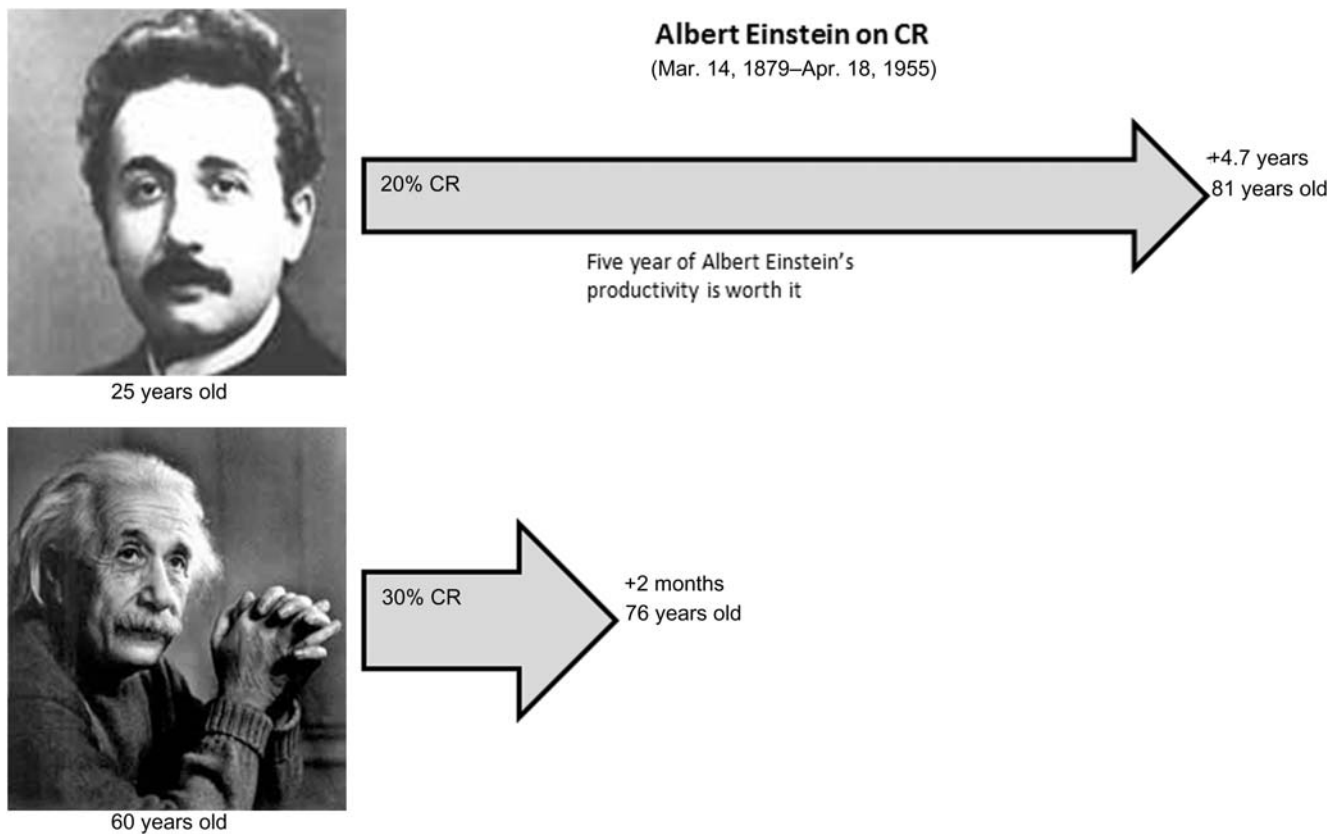 Albert Einstein on CR
(Mar. 14, 1879–Apr. 18, 1955)
+4.7 years
20% CR
81 years old
Five year of Albert Einstein's
productivity is worth it
25 years old
30% CR
+2 months
76 years old
60 years old